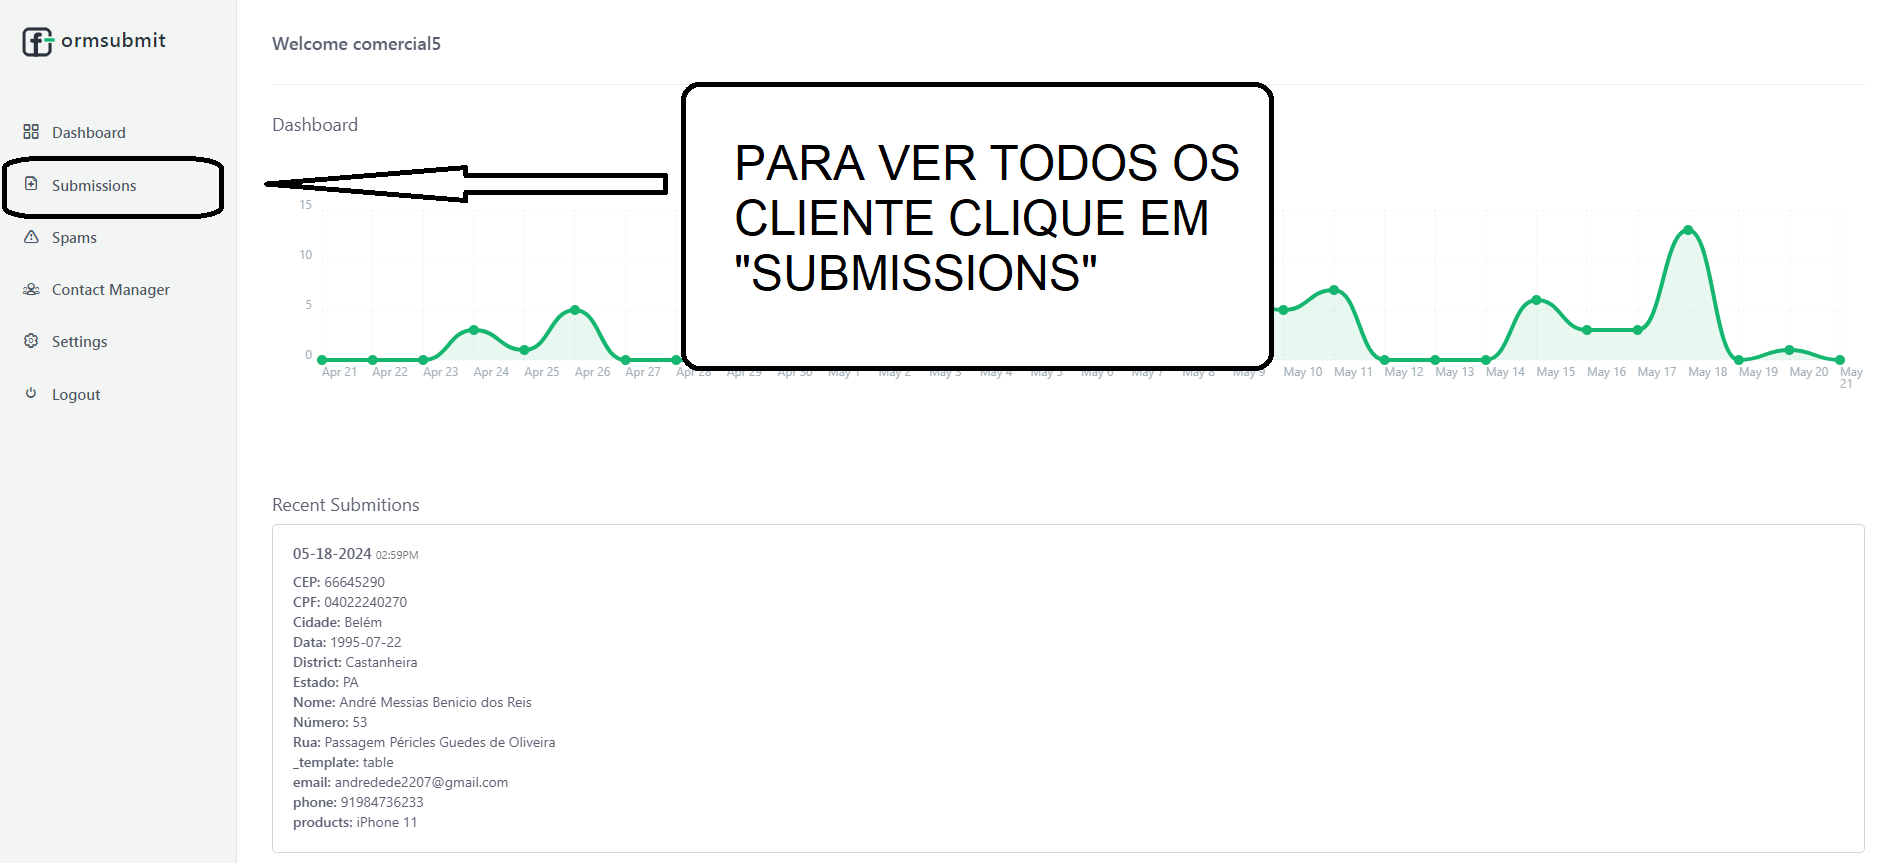 ormsubmit
Welcome comercial5
Dashboard
Submissions
Spams
Contact Manager
Settings
Logout
Dashboard
PARA VER TODOS OS
CLIENTE CLIQUE EM
"SUBMISSIONS"
15
10
5
0
Apr 21 Apr 22 Apr 23 Apr 24 Apr 25 Apr 26 Apr 27 Apr 28 Apr 29 Apr 30 May 1 May 2 May 3 May 4 May 5 May 6 May 7 May 8 May 9 May 10 May 11 May 12 May 13 May 14 May 15 May 16 May 17 May 18 May 19 May 20 May
21
Recent Submitions
05-18-2024 02:59PM
CEP: 66645290
CPF: 04022240270
Cidade: Belém
Data: 1995-07-22
District: Castanheira
Estado: PA
Nome: André Messias Benicio dos Reis
Número: 53
Rua: Passagem Péricles Guedes de Oliveira
_template: table
email: andredede2207@gmail.com
phone: 91984736233
products: iPhone 11